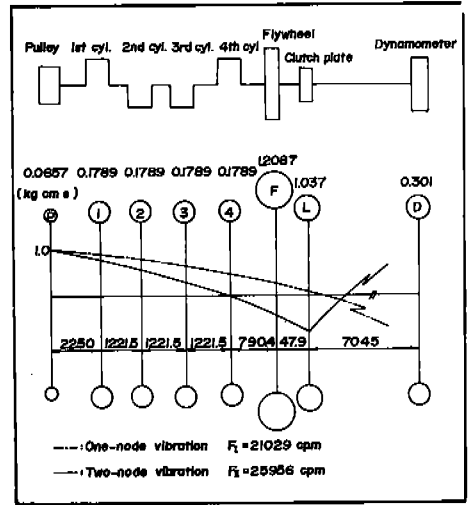 Flywheel
Pulley 1st cyl. 2nd cyl. 3rd cyl. 4th cyl
Clutch plate
Dynamometer
0.0657 0.1789 0.1789 0.1789 0.1789 1.2087 1.037 0.301
(kg cm s)
P 1 2 3 4 F L D
1.0
2250 1221.5 1221.5 1221.5 790.4 47.9 7045
One-node vibration F₁ = 21029 cpm
Two-node vibration F₂ = 25956 cpm